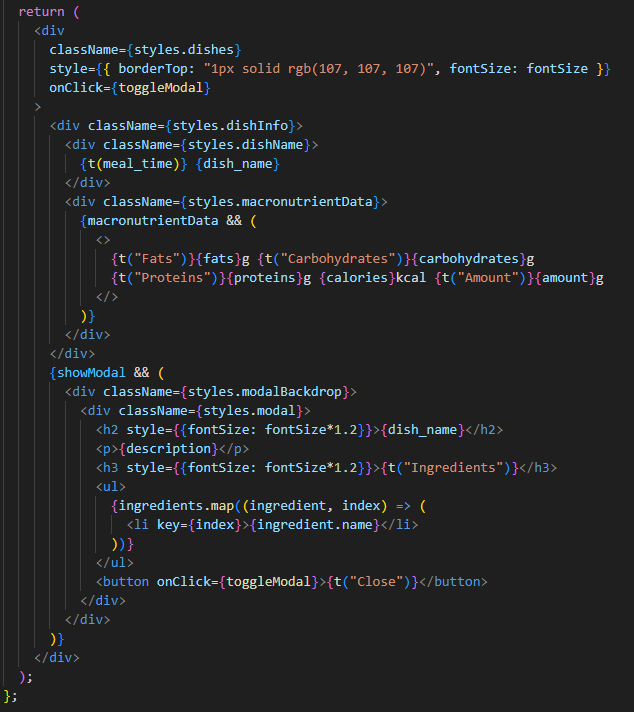 return (
<div
className={styles.dishes}
style={{ borderTop: "1px solid rgb(107, 107, 107)", fontSize: fontSize }}
onClick={toggleModal}
>
<div className={styles.dishInfo}>
<div className={styles.dishName}>
{t(meal_time)} {dish_name}
</div>
<div className={styles.macronutrientData}>
{macronutrientData && (
<>
{t("Fats")}{fats}g {t("Carbohydrates")}{carbohydrates}g
{t("Proteins")}{proteins}g {calories}kcal {t("Amount")}{amount}g
</>
)}
</div>
</div>
{showModal && (
<div className={styles.modalBackdrop}>
<div className={styles.modal}>
<h2 style={{fontSize: fontSize*1.2}}>{dish_name}</h2>
<p>{description}</p>
<h3 style={{fontSize: fontSize*1.2}}>{t("Ingredients")}</h3>
<ul>
{ingredients.map((ingredient, index) => (
<li key={index}>{ingredient.name}</li>
))}
</ul>
<button onClick={toggleModal}>{t("Close")}</button>
</div>
</div>
)}
</div>
);
};